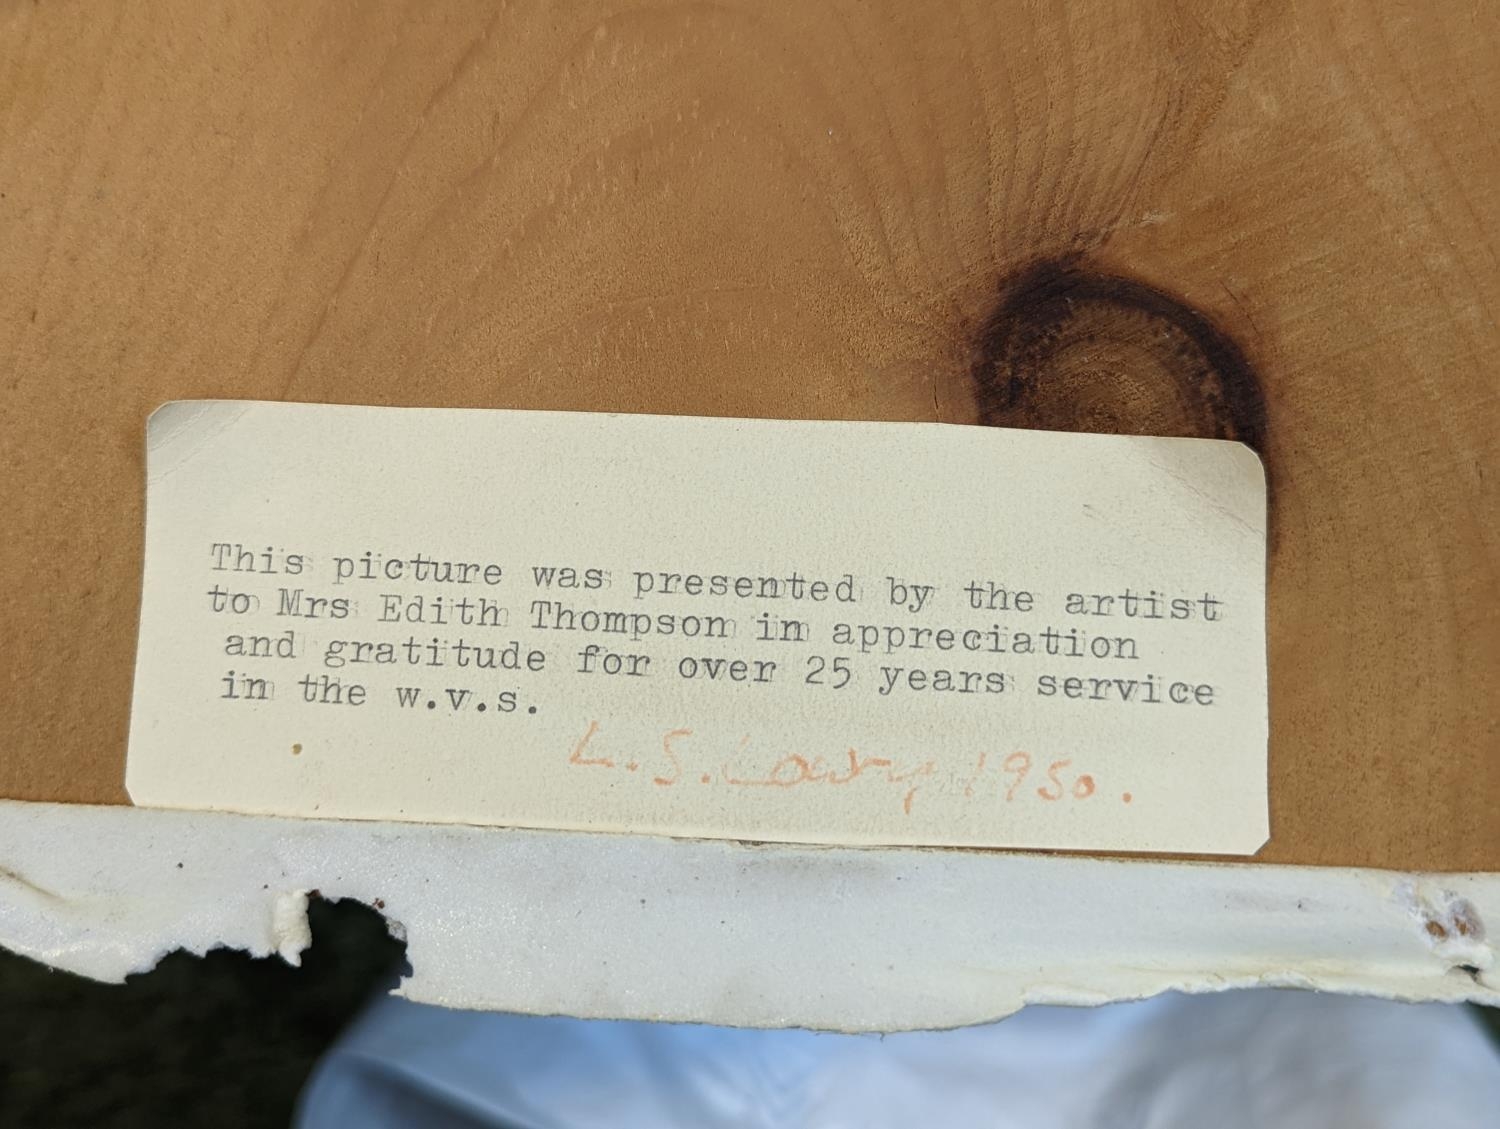 This picture was presented by the artist
to Mrs Edith Thompson in appreciation
and gratitude for over 25 years service
in the w.v.s.
L.S.Lowry 1950.